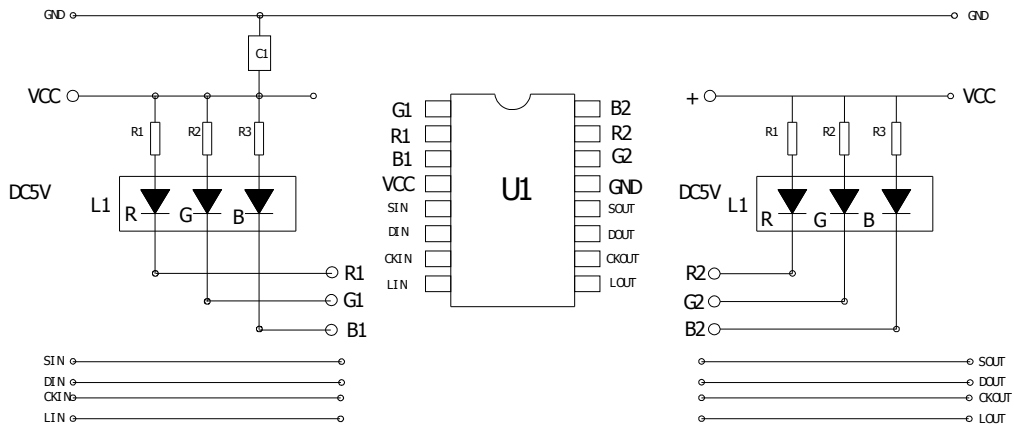 GND GND
C1
VCC + VCC
G1 B2
R1 R2 R3 R1 R2 R1 R2 R3
B1 G2
VCC U1 GND
DC5V L1 R G B SIN SOUT DC5V L1 R G B
DIN DOUT
CKIN CKOUT
R1 LIN LOUT R2
G1 G2
B1 B2
SIN SOUT
DIN DOUT
CKIN CKOUT
LIN LOUT